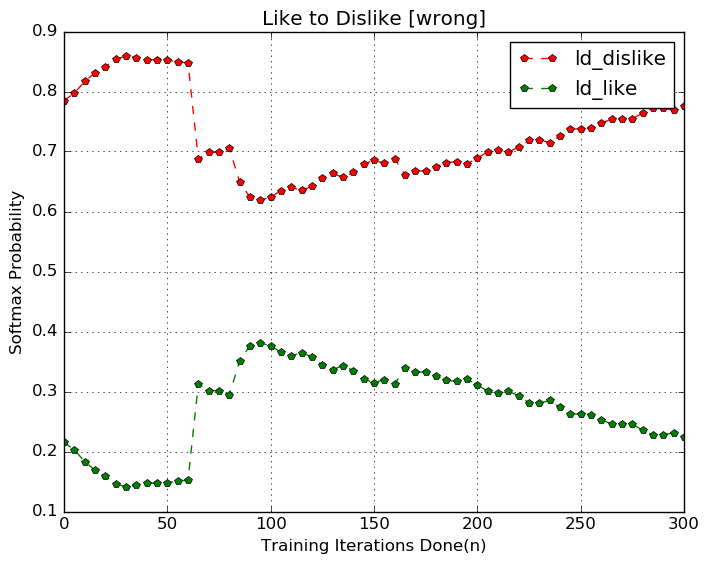 Like to Dislike [wrong]
0.9
0.8
0.7
0.6
0.5
0.4
0.3
0.2
0.1
Softmax Probability
ld_dislike
ld_like
0 50 100 150 200 250 300
Training Iterations Done(n)